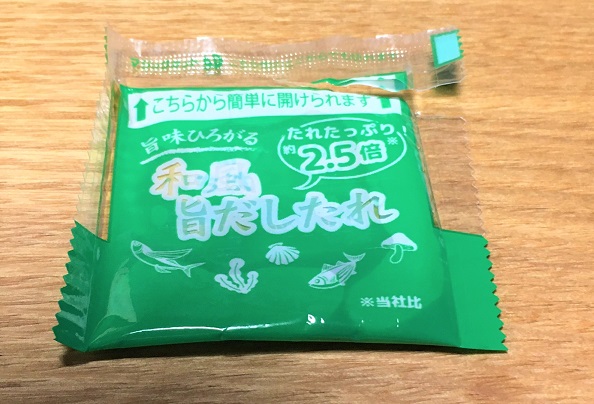 ↑こちらから簡単に開けられます↑
旨味ひろがる
たれたっぷり
約2.5倍※
和風
旨だしたれ
※当社比